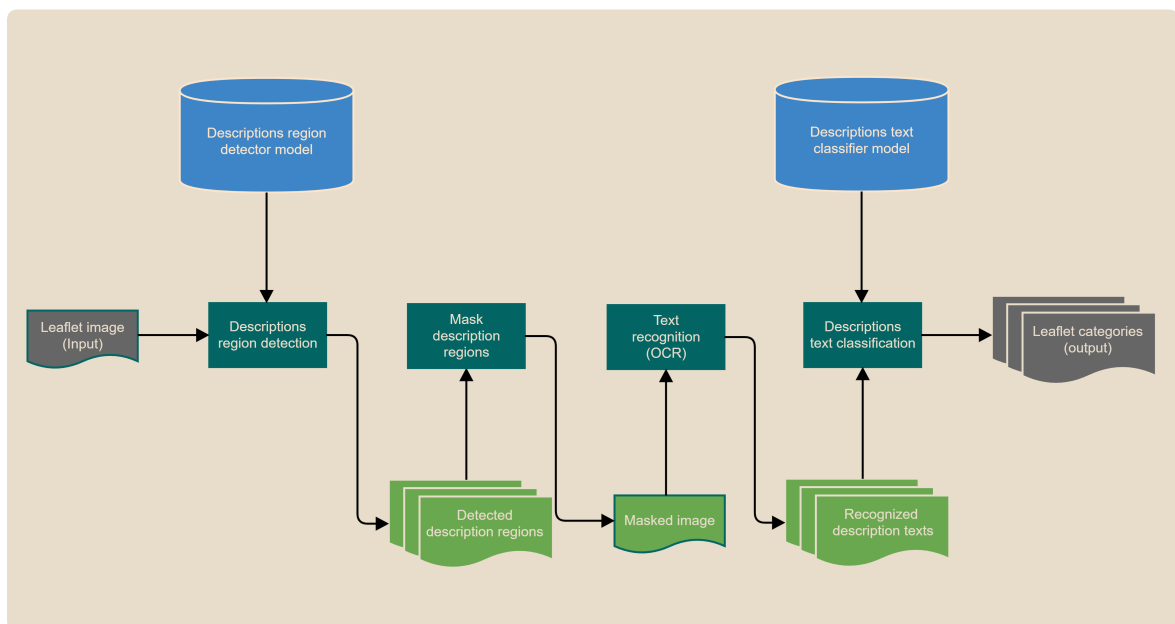 Descriptions region
detector model
Descriptions text
classifier model
Leaflet image
(Input)
Descriptions
region detection
Mask
description
regions
Text
recognition
(OCR)
Descriptions
text classification
Leaflet categories
(output)
Detected
description regions
Masked image
Recognized
description texts